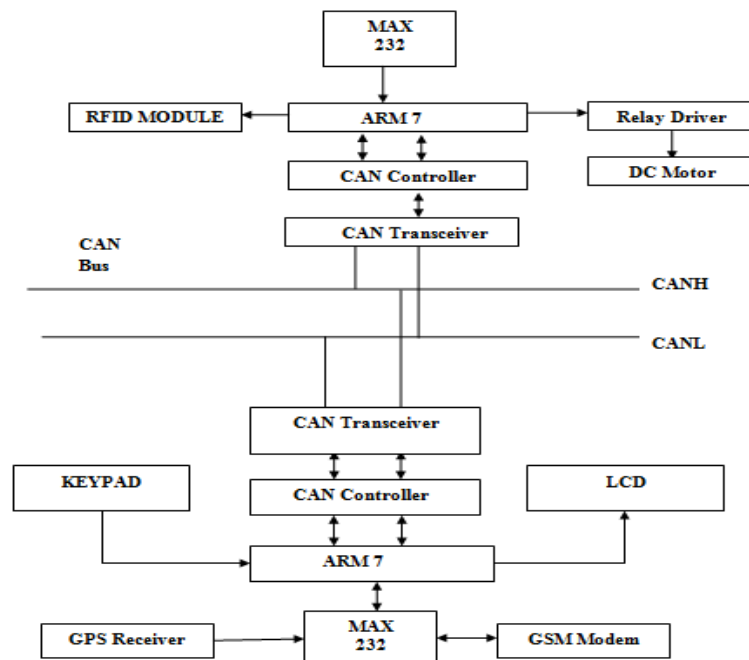 MAX
232
RFID MODULE
ARM 7
Relay Driver
CAN Controller
DC Motor
CAN Transceiver
CAN
Bus
CANH
CANL
CAN Transceiver
KEYPAD
CAN Controller
LCD
ARM 7
GPS Receiver
MAX
232
GSM Modem